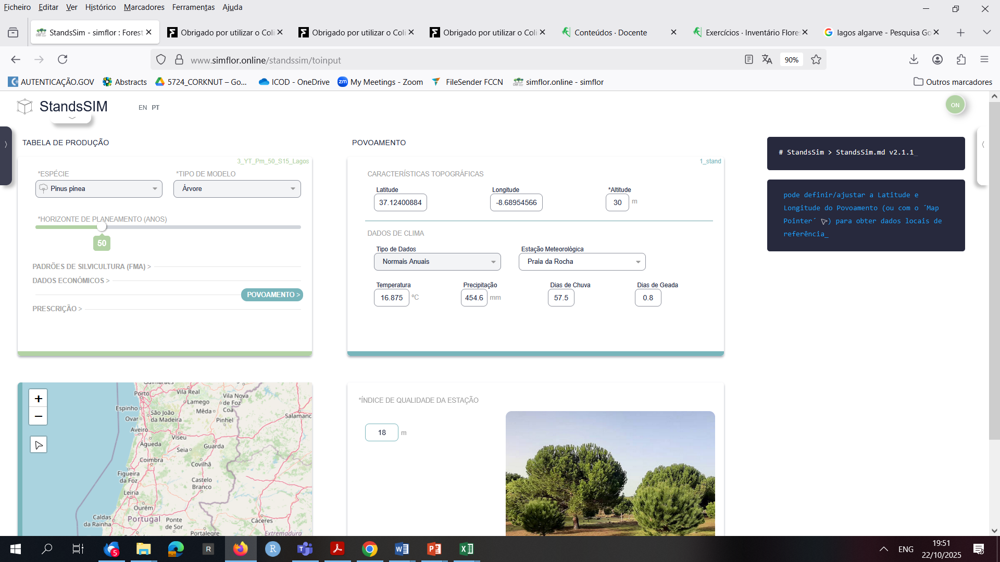 Ficheiro Editar Ver Histórico Marcadores Ferramentas Ajuda
StandsSim - simflor : Forest
Obrigado por utilizar o Coli
Obrigado por utilizar o Coli
Obrigado por utilizar o Coli
Conteúdos · Docente
Exercícios · Inventário Flores
lagos algarve - Pesquisa Go
www.simflor.online/standssim/toinput
90%
AUTENTICAÇÃO.GOV
Abstracts
5724_CORKNUT – Go...
ICOD - OneDrive
zm My Meetings - Zoom
FileSender FCCN
simflor.online - simflor
Outros marcadores
StandsSIM
EN PT
ON
TABELA DE PRODUÇÃO
3_YT_Pm_50_S15_Lagos
*ESPÉCIE
*TIPO DE MODELO
Pinus pinea
Árvore
*HORIZONTE DE PLANEAMENTO (ANOS)
50
PADRÕES DE SILVICULTURA (FMA) >
DADOS ECONÓMICOS >
POVOAMENTO >
PRESCRIÇÃO >
POVOAMENTO
1_stand
CARACTERÍSTICAS TOPOGRÁFICAS
Latitude
Longitude
*Altitude
37.12400884
-8.68954566
30 m
DADOS DE CLIMA
Tipo de Dados
Estação Meteorológica
Normais Anuais
Praia da Rocha
Temperatura
Precipitação
Dias de Chuva
Dias de Geada
16.875 ºC
454.6 mm
57.5
0.8
# StandsSim > StandsSim.md v2.1.1_
pode definir/ajustar a Latitude e
Longitude do Povoamento (ou com o ´Map
Pointer´ ) para obter dados locais de
referência_
+
−
Guimarães
Porto
Vila Real
Vila Nova
de Foz
Coa
Lamego
Espinho
São João
da Madeira
Mêda
Ovar
Pinhel
Salamanc
Aveiro
Viseu
Águeda
Guarda
Seia
Coimbra
Covilhã
Figueira
da Foz
Castelo
Branco
Leiria
Ourém
Caldas
da Rainha
Portugal
Ponte
de Sor
Cáceres
Portalegre
Extremadura
*ÍNDICE DE QUALIDADE DA ESTAÇÃO
18 m
5
R
R
ENG
19:51
22/10/2025